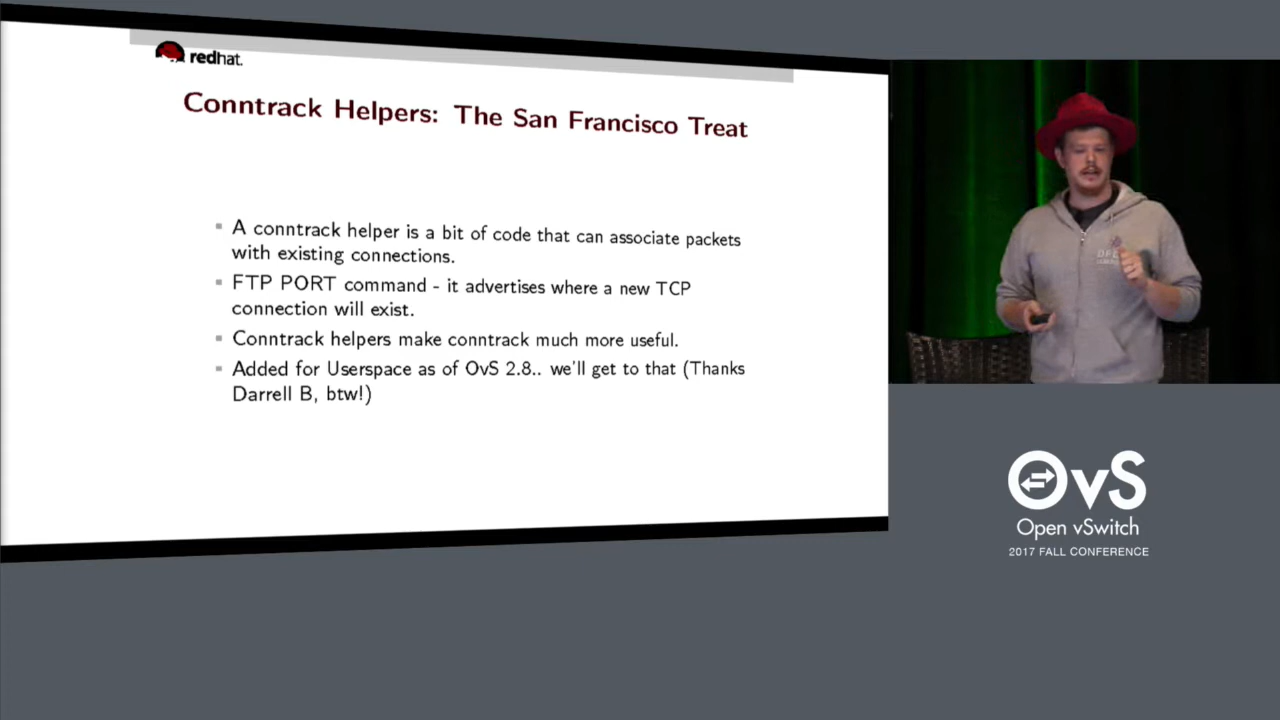 redhat.
Conntrack Helpers: The San Francisco Treat
A conntrack helper is a bit of code that can associate packets
with existing connections.
FTP PORT command - it advertises where a new TCP
connection will exist.
Conntrack helpers make conntrack much more useful.
Added for Userspace as of OvS 2.8.. we'll get to that (Thanks
Darrell B, btw!)
OvS
Open vSwitch
2017 FALL CONFERENCE